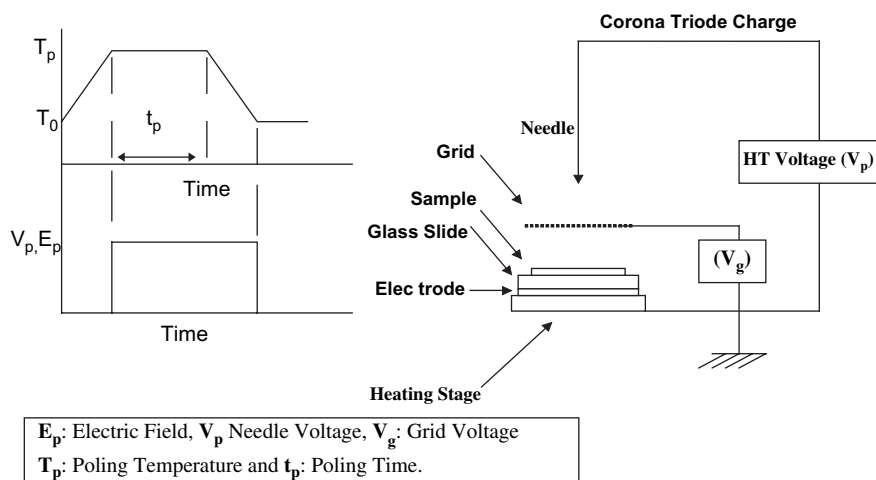 Corona Triode Charge
T_p
T_0
t_p
Time
V_p,E_p
Time
Needle
Grid
HT Voltage (V_p)
Sample
Glass Slide
(V_g)
Elec trode
Heating Stage
E_p: Electric Field, V_p Needle Voltage, V_g: Grid Voltage
T_p: Poling Temperature and t_p: Poling Time.